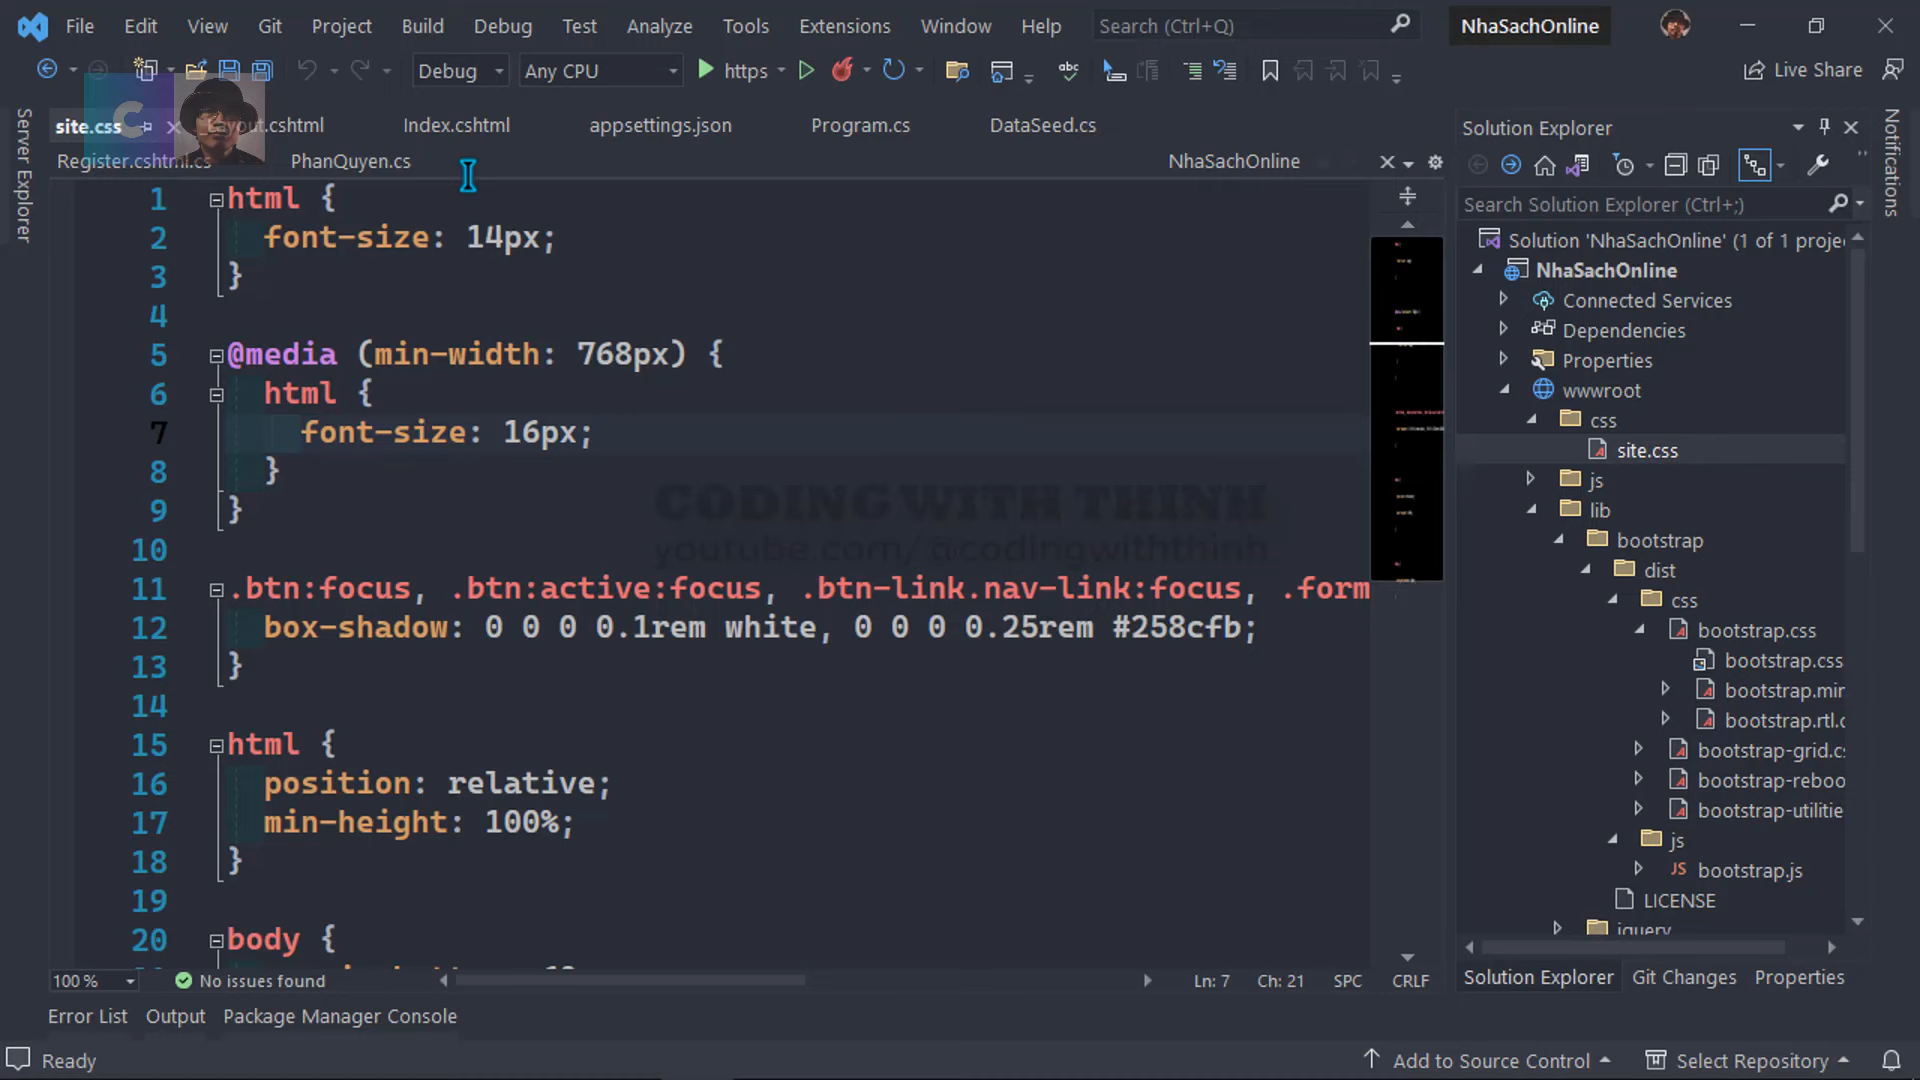 File Edit View Git Project Build Debug Test Analyze Tools Extensions Window Help Search (Ctrl+Q) NhaSachOnline
Debug Any CPU https Live Share
site.css Layout.cshtml Index.cshtml appsettings.json Program.cs DataSeed.cs
Register.cshtml.cs PhanQuyen.cs NhaSachOnline
Server Explorer
1 html {
2 font-size: 14px;
3 }
4
5 @media (min-width: 768px) {
6 html {
7 font-size: 16px;
8 }
9 }
10
11 .btn:focus, .btn:active:focus, .btn-link.nav-link:focus, .form
12 box-shadow: 0 0 0 0.1rem white, 0 0 0 0.25rem #258cfb;
13 }
14
15 html {
16 position: relative;
17 min-height: 100%;
18 }
19
20 body {
CODING WITH THINH
youtube.com/@codingwiththinh
100 % No issues found Ln: 7 Ch: 21 SPC CRLF
Solution Explorer
Search Solution Explorer (Ctrl+;)
Solution 'NhaSachOnline' (1 of 1 proje
NhaSachOnline
Connected Services
Dependencies
Properties
wwwroot
css
site.css
js
lib
bootstrap
dist
css
bootstrap.css
bootstrap.css
bootstrap.mir
bootstrap.rtl.c
bootstrap-grid.cs
bootstrap-reboo
bootstrap-utilitie
js
bootstrap.js
LICENSE
jquery
Solution Explorer Git Changes Properties
Notifications
Error List Output Package Manager Console
Ready Add to Source Control Select Repository